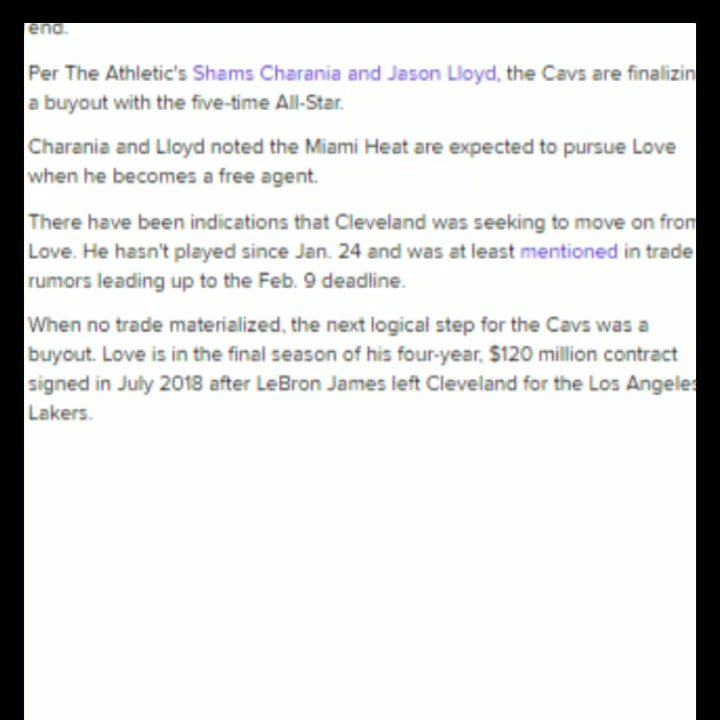 end.
Per The Athletic's Shams Charania and Jason Lloyd, the Cavs are finalizin
a buyout with the five-time All-Star.
Charania and Lloyd noted the Miami Heat are expected to pursue Love
when he becomes a free agent.
There have been indications that Cleveland was seeking to move on from
Love. He hasn't played since Jan. 24 and was at least mentioned in trade
rumors leading up to the Feb. 9 deadline.
When no trade materialized, the next logical step for the Cavs was a
buyout. Love is in the final season of his four-year, $120 million contract
signed in July 2018 after LeBron James left Cleveland for the Los Angeles
Lakers.